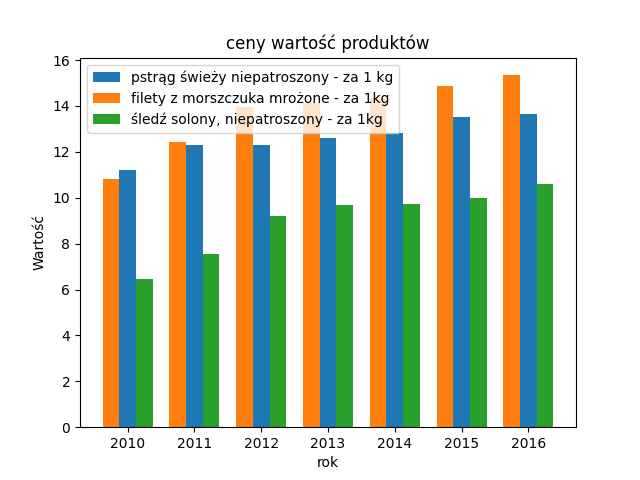 ceny wartość produktów
pstrąg świeży niepatroszony - za 1 kg
filety z morszczuka mrożone - za 1kg
śledź solony, niepatroszony - za 1kg
Wartość
16
14
12
10
8
6
4
2
0
2010 2011 2012 2013 2014 2015 2016
rok